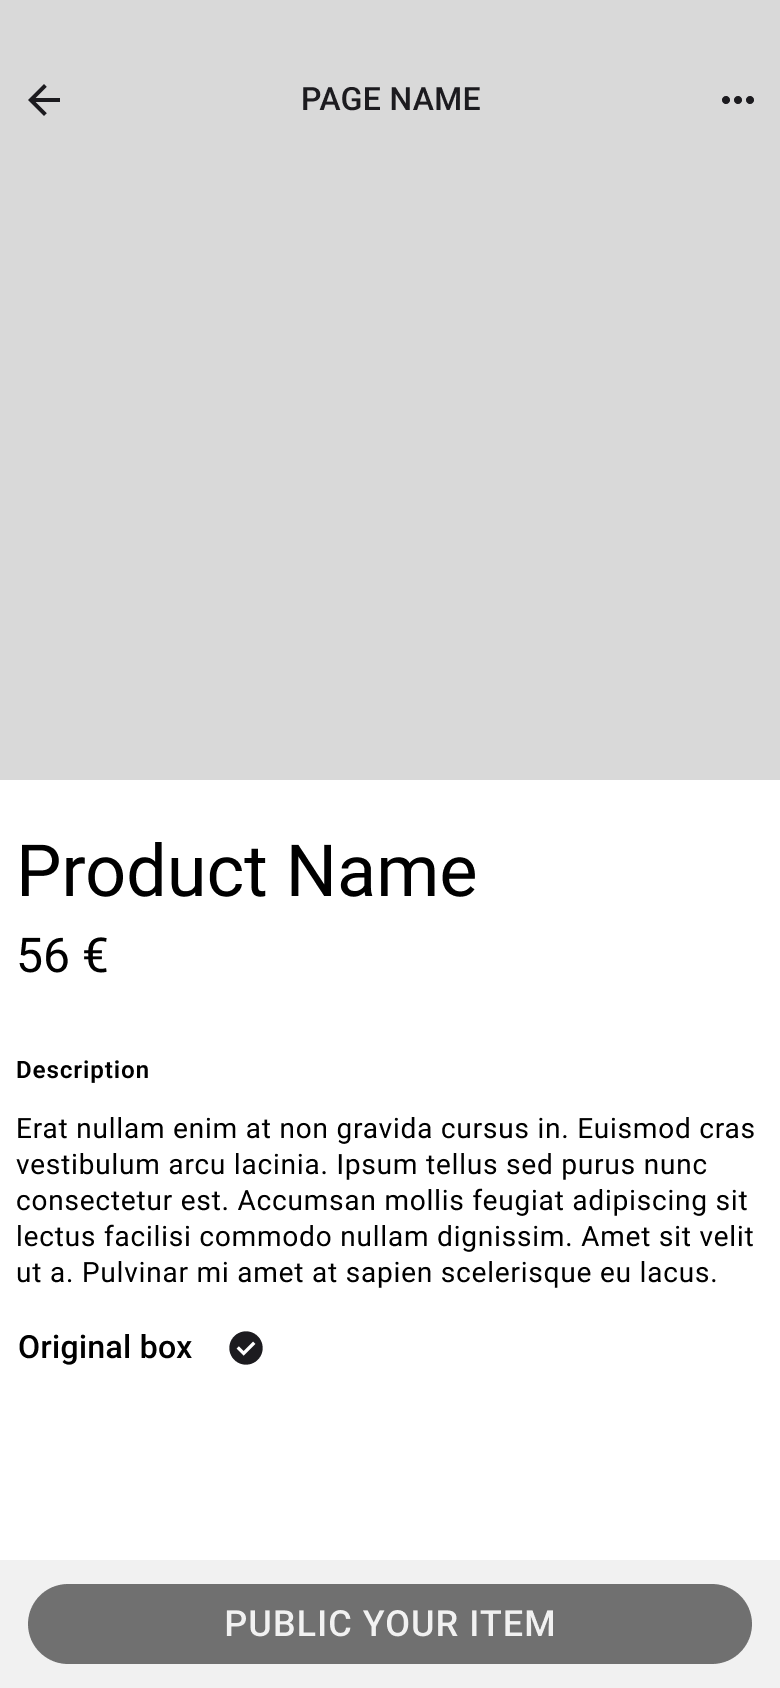 PAGE NAME
Product Name
56 €
Description
Erat nullam enim at non gravida cursus in. Euismod cras
vestibulum arcu lacinia. Ipsum tellus sed purus nunc
consectetur est. Accumsan mollis feugiat adipiscing sit
lectus facilisi commodo nullam dignissim. Amet sit velit
ut a. Pulvinar mi amet at sapien scelerisque eu lacus.
Original box
PUBLIC YOUR ITEM